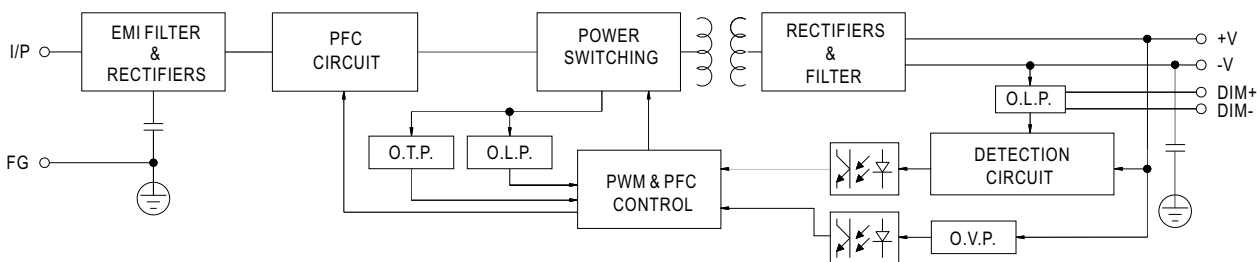 I/P
EMI FILTER
&
RECTIFIERS
PFC
CIRCUIT
POWER
SWITCHING
RECTIFIERS
&
FILTER
+V
-V
O.L.P.
DIM+
DIM-
FG
O.T.P.
O.L.P.
PWM & PFC
CONTROL
DETECTION
CIRCUIT
O.V.P.